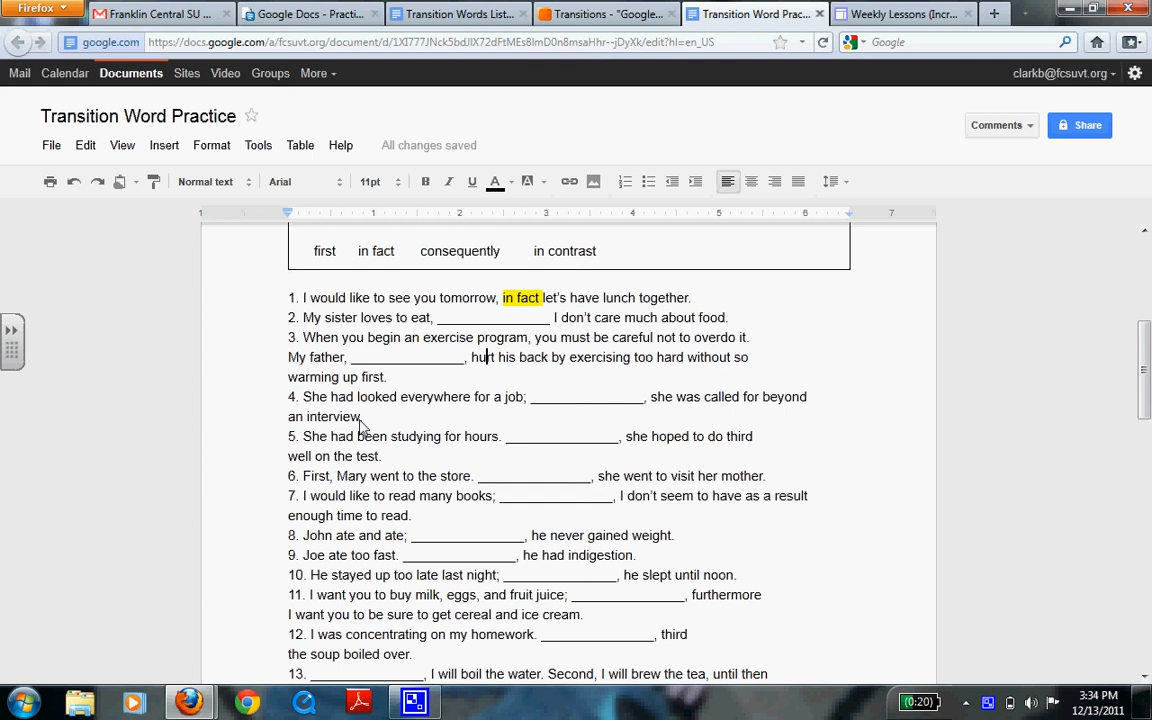 Firefox
Franklin Central SU ...
Google Docs - Practi...
Transition Words List...
Transitions - "Google...
Transition Word Prac...
Weekly Lessons (Incr...
google.com https://docs.google.com/a/fcsuvt.org/document/d/1XI777JNck5bdJlX72dFtMEs8ImD0n8msaHhr--jDyXk/edit?hl=en_US
Google
Mail Calendar Documents Sites Video Groups More
clarkb@fcsuvt.org
Transition Word Practice
Comments Share
File Edit View Insert Format Tools Table Help All changes saved
Normal text Arial 11pt B I U A A
1 1 2 3 4 5 6 7
first in fact consequently in contrast
1. I would like to see you tomorrow, in fact let's have lunch together.
2. My sister loves to eat, ______________ I don't care much about food.
3. When you begin an exercise program, you must be careful not to overdo it.
My father, ______________, hurt his back by exercising too hard without so
warming up first.
4. She had looked everywhere for a job; ______________, she was called for beyond
an interview.
5. She had been studying for hours. ______________, she hoped to do third
well on the test.
6. First, Mary went to the store. ______________, she went to visit her mother.
7. I would like to read many books; ______________, I don't seem to have as a result
enough time to read.
8. John ate and ate; ______________, he never gained weight.
9. Joe ate too fast. ______________, he had indigestion.
10. He stayed up too late last night; ______________, he slept until noon.
11. I want you to buy milk, eggs, and fruit juice; ______________, furthermore
I want you to be sure to get cereal and ice cream.
12. I was concentrating on my homework. ______________, third
the soup boiled over.
13. ______________, I will boil the water. Second, I will brew the tea, until then
(0:20)
3:34 PM
12/13/2011